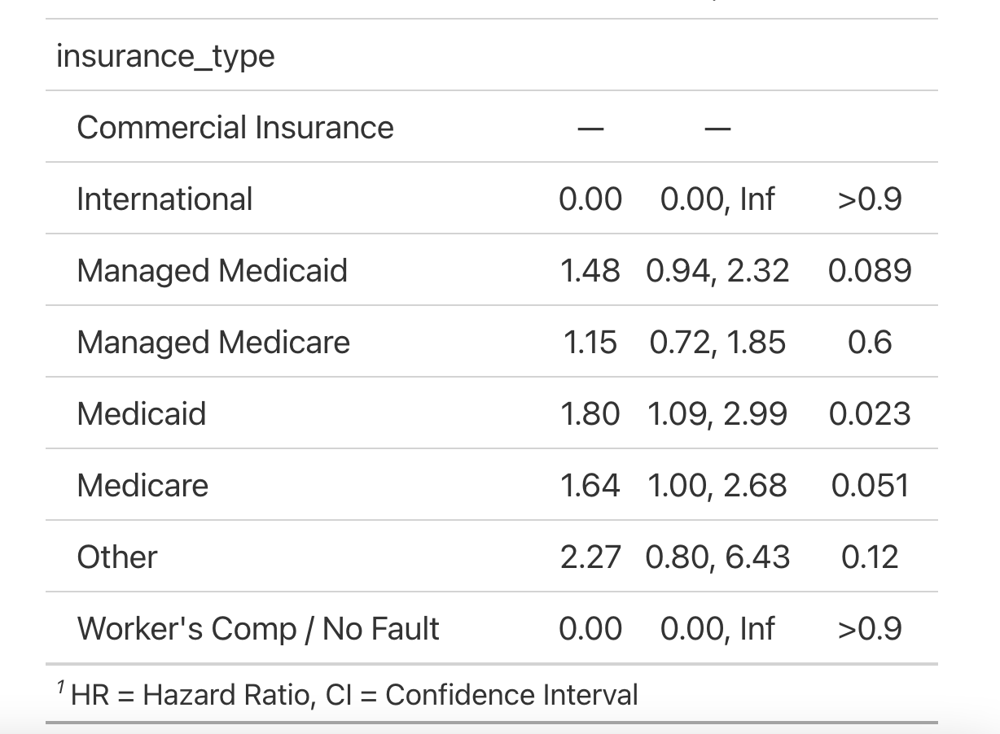 insurance_type
Commercial Insurance — —
International 0.00 0.00, Inf >0.9
Managed Medicaid 1.48 0.94, 2.32 0.089
Managed Medicare 1.15 0.72, 1.85 0.6
Medicaid 1.80 1.09, 2.99 0.023
Medicare 1.64 1.00, 2.68 0.051
Other 2.27 0.80, 6.43 0.12
Worker's Comp / No Fault 0.00 0.00, Inf >0.9
1 HR = Hazard Ratio, CI = Confidence Interval